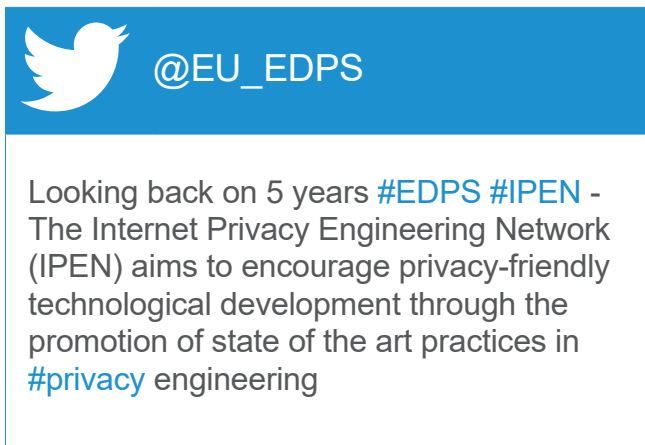 @EU_EDPS
Looking back on 5 years #EDPS #IPEN -
The Internet Privacy Engineering Network
(IPEN) aims to encourage privacy-friendly
technological development through the
promotion of state of the art practices in
#privacy engineering